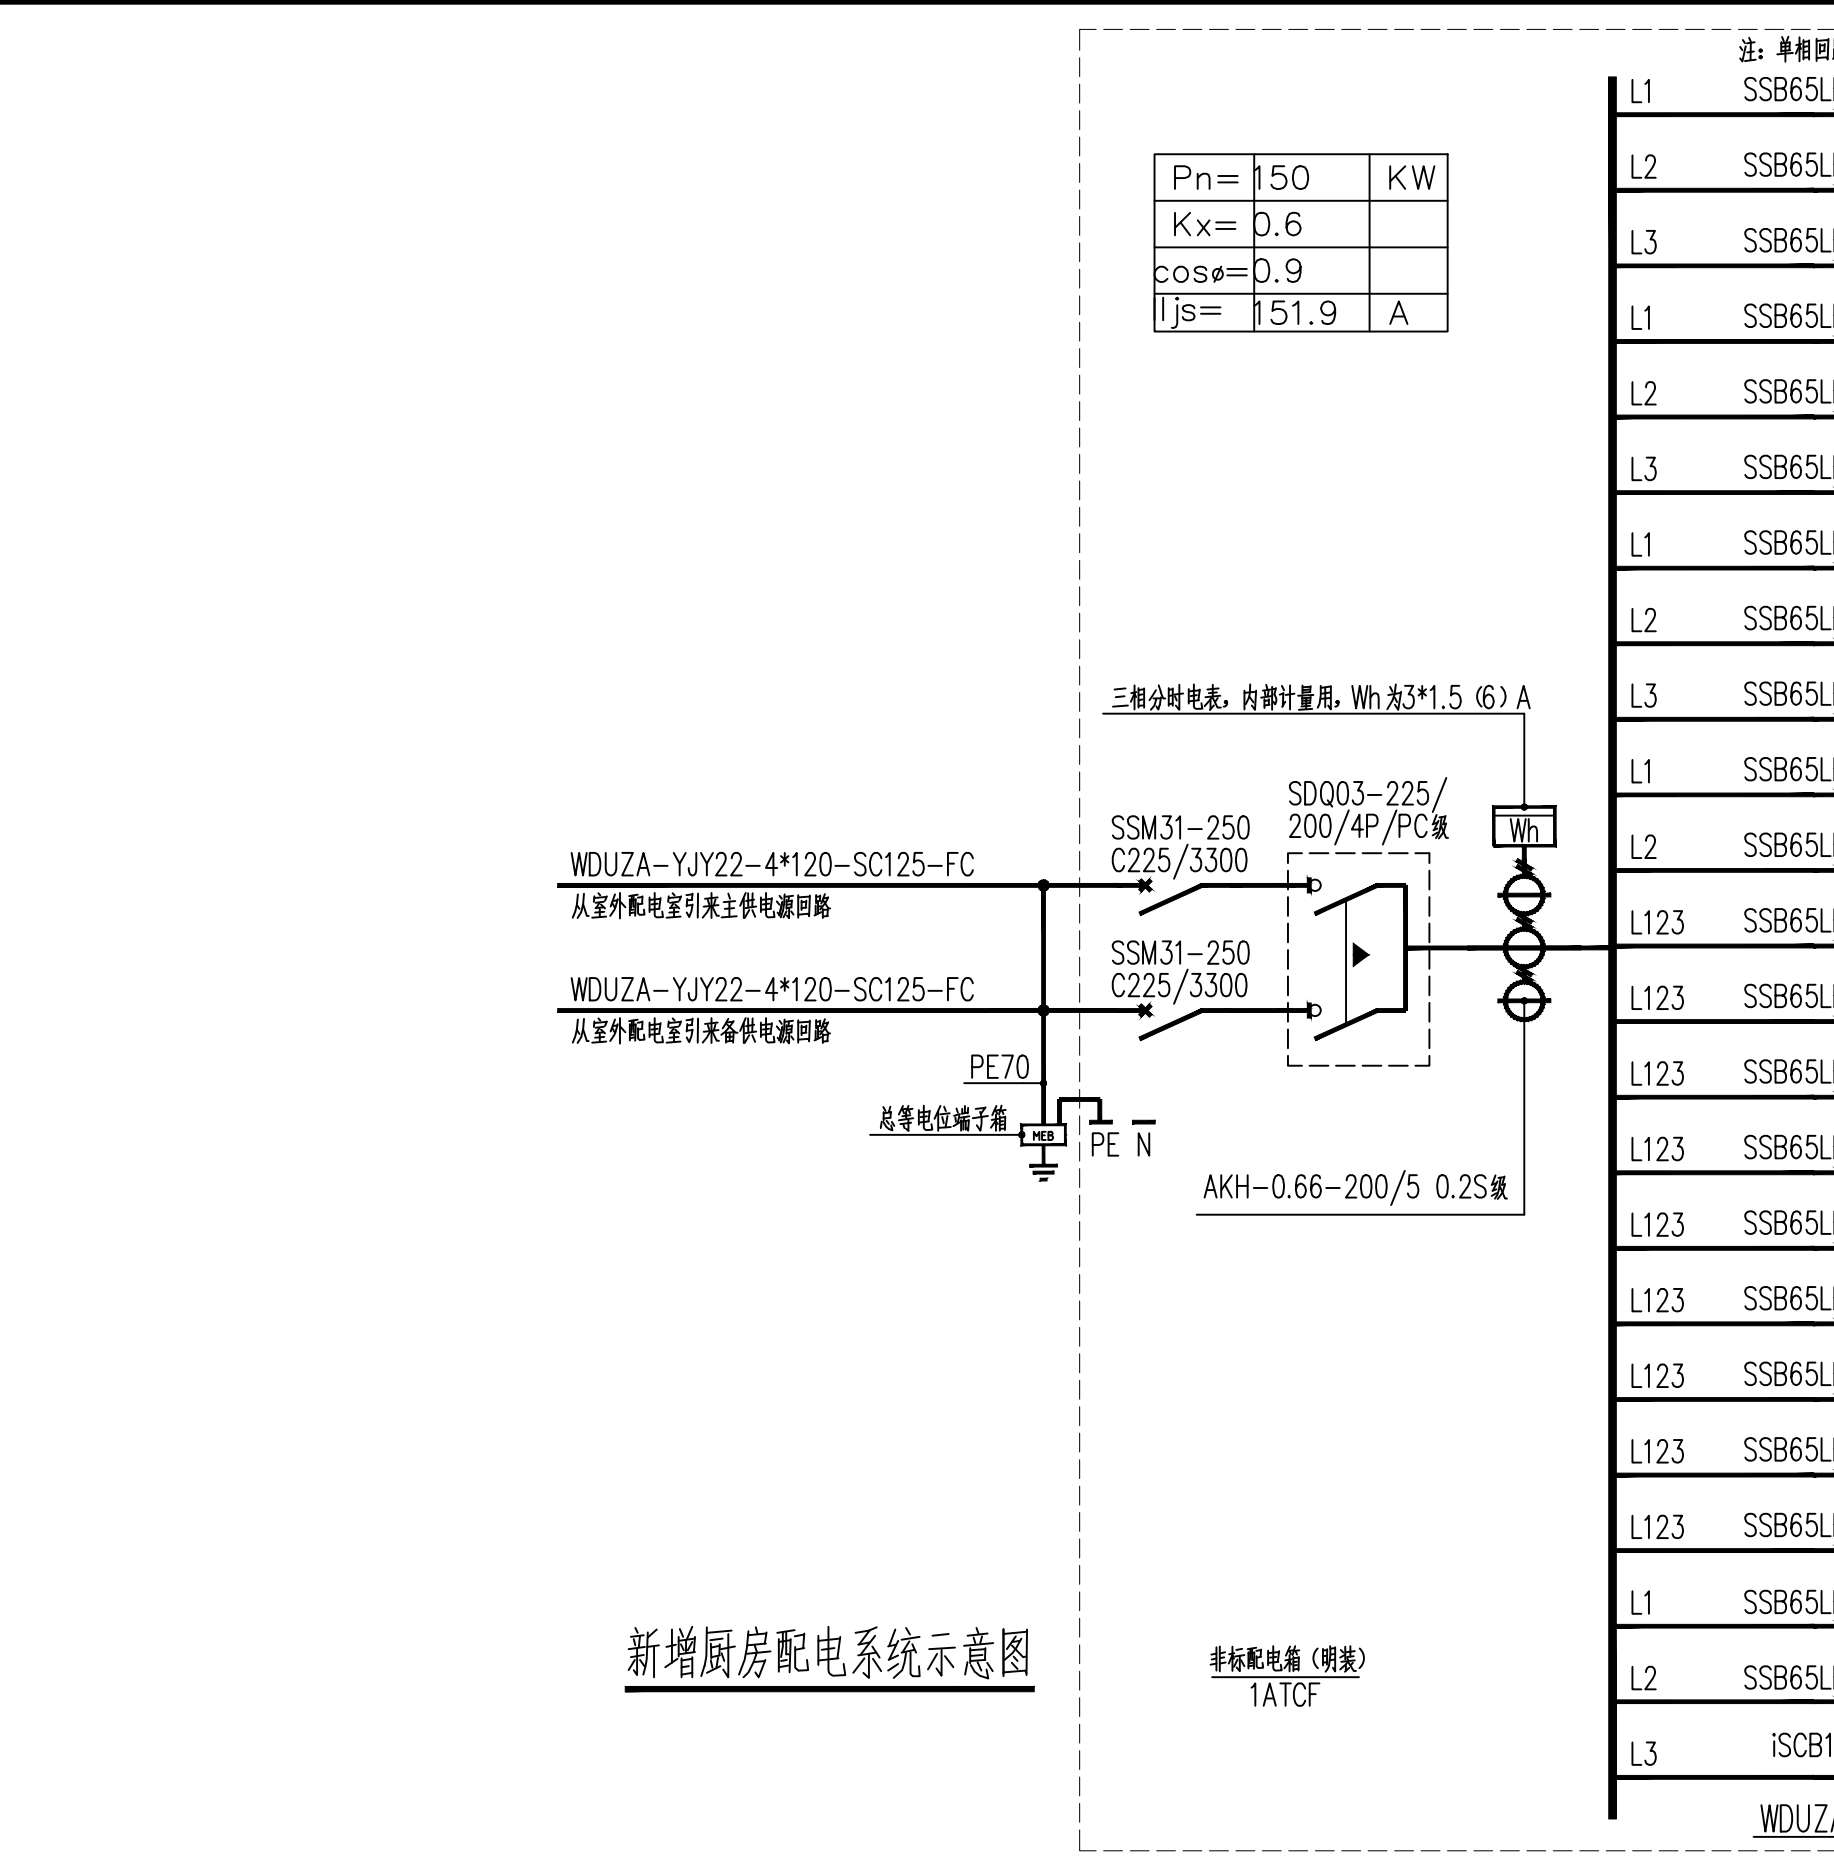 注：单相回
L1 SSB65L
L2 SSB65L
L3 SSB65L
L1 SSB65L
L2 SSB65L
L3 SSB65L
L1 SSB65L
L2 SSB65L
L3 SSB65L
L1 SSB65L
L2 SSB65L
L123 SSB65L
L123 SSB65L
L123 SSB65L
L123 SSB65L
L123 SSB65L
L123 SSB65L
L123 SSB65L
L123 SSB65L
L123 SSB65L
L1 SSB65L
L2 SSB65L
L3 iSCB1
WDUZA
Pn= 150 KW
Kx= 0.6
cosø= 0.9
Ijs= 151.9 A
三相分时电表，内部计量用，Wh为3*1.5（6）A
SDQ03-225/
200/4P/PC级
Wh
SSM31-250
C225/3300
WDUZA-YJY22-4*120-SC125-FC
从室外配电室引来主供电源回路
SSM31-250
C225/3300
WDUZA-YJY22-4*120-SC125-FC
从室外配电室引来备供电源回路
PE70
总等电位端子箱
MEB
PE N
AKH-0.66-200/5 0.2S级
新增厨房配电系统示意图
非标配电箱（明装）
1ATCF